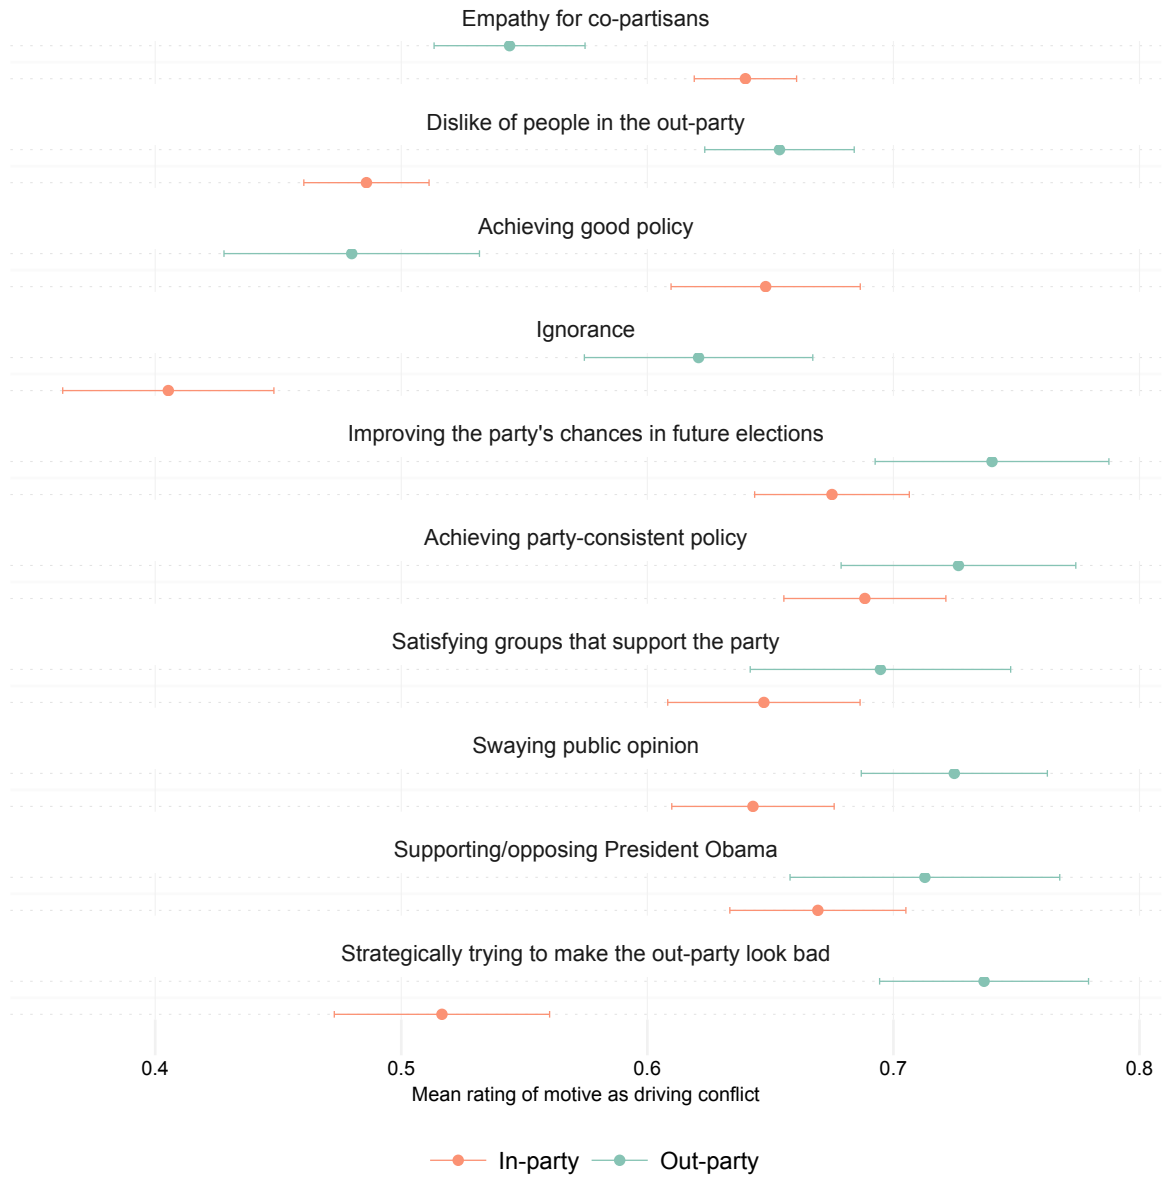 Empathy for co-partisans
Dislike of people in the out-party
Achieving good policy
Ignorance
Improving the party's chances in future elections
Achieving party-consistent policy
Satisfying groups that support the party
Swaying public opinion
Supporting/opposing President Obama
Strategically trying to make the out-party look bad
0.4 0.5 0.6 0.7 0.8
Mean rating of motive as driving conflict
In-party Out-party